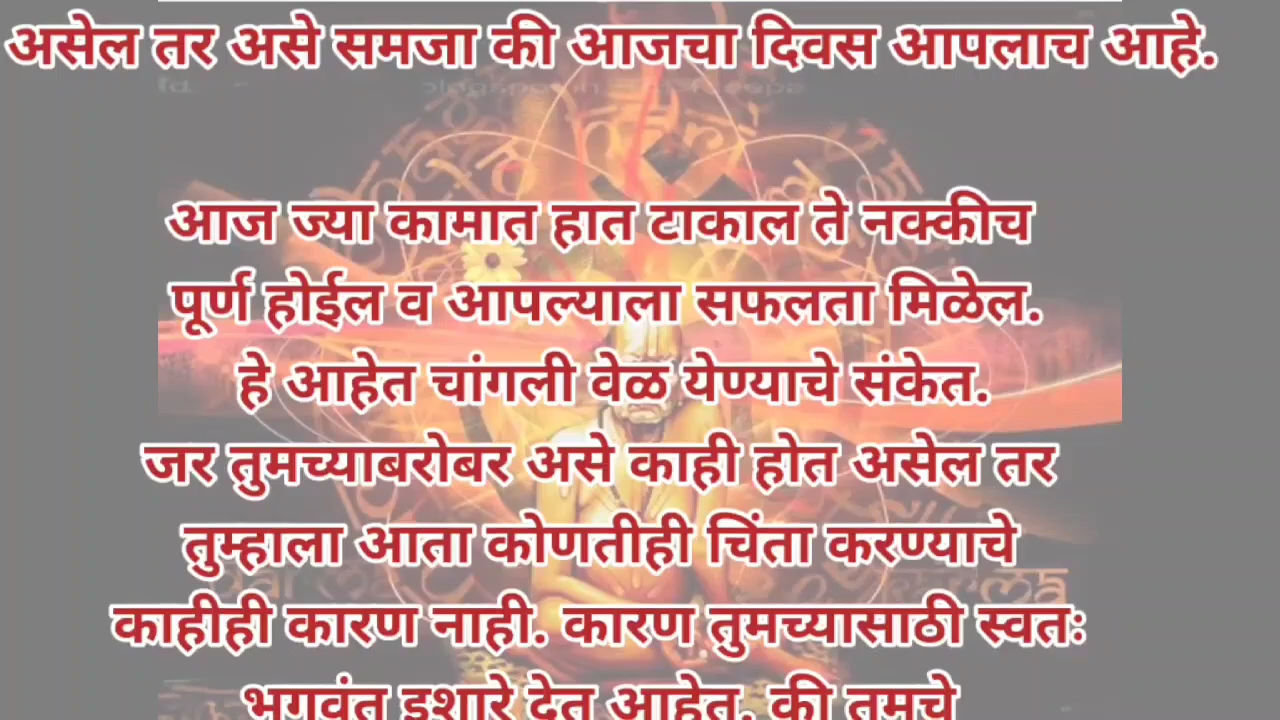 असेल तर असे समजा की आजचा दिवस आपलाच आहे.
आज ज्या कामात हात टाकाल ते नक्कीच
पूर्ण होईल व आपल्याला सफलता मिळेल.
हे आहेत चांगली वेळ येण्याचे संकेत.
जर तुमच्याबरोबर असे काही होत असेल तर
तुम्हाला आता कोणतीही चिंता करण्याचे
काहीही कारण नाही. कारण तुमच्यासाठी स्वतः
भगवंत इशारे देत आहेत. की तुमचे